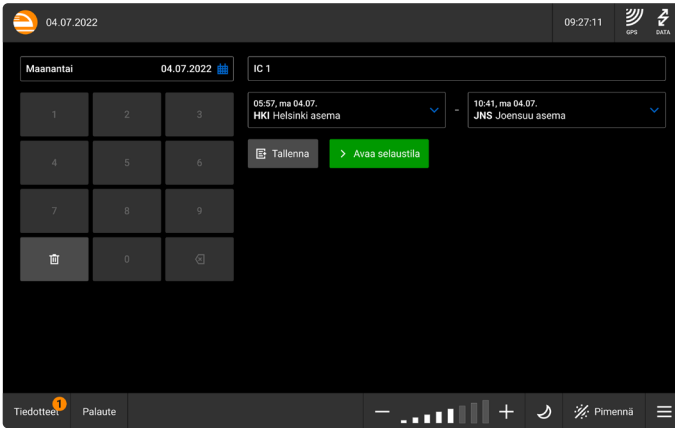 04.07.2022
09:27:11
GPS
DATA
Maanantai 04.07.2022
IC 1
1 2 3
4 5 6
7 8 9
0
05:57, ma 04.07.
HKI Helsinki asema
-
10:41, ma 04.07.
JNS Joensuu asema
Tallenna
Avaa selaustila
Tiedotteet 1
Palaute
Pimennä